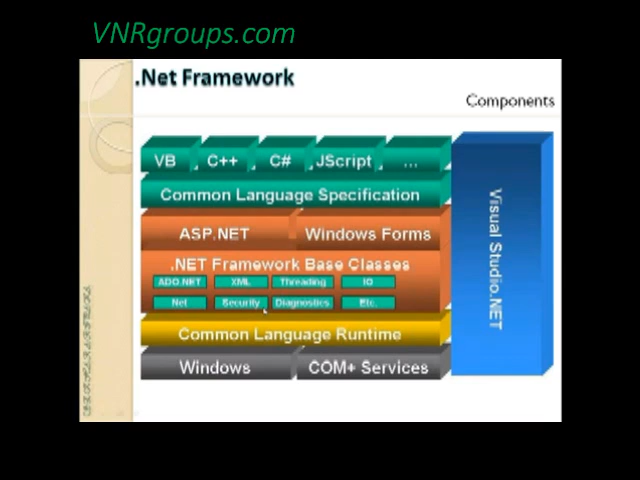 VNRgroups.com
.Net Framework
Components
VB C++ C# JScript ...
Common Language Specification
ASP.NET Windows Forms
.NET Framework Base Classes
ADO.NET XML Threading IO
Net Security Diagnostics Etc.
Common Language Runtime
Windows COM+ Services
Visual Studio.NET